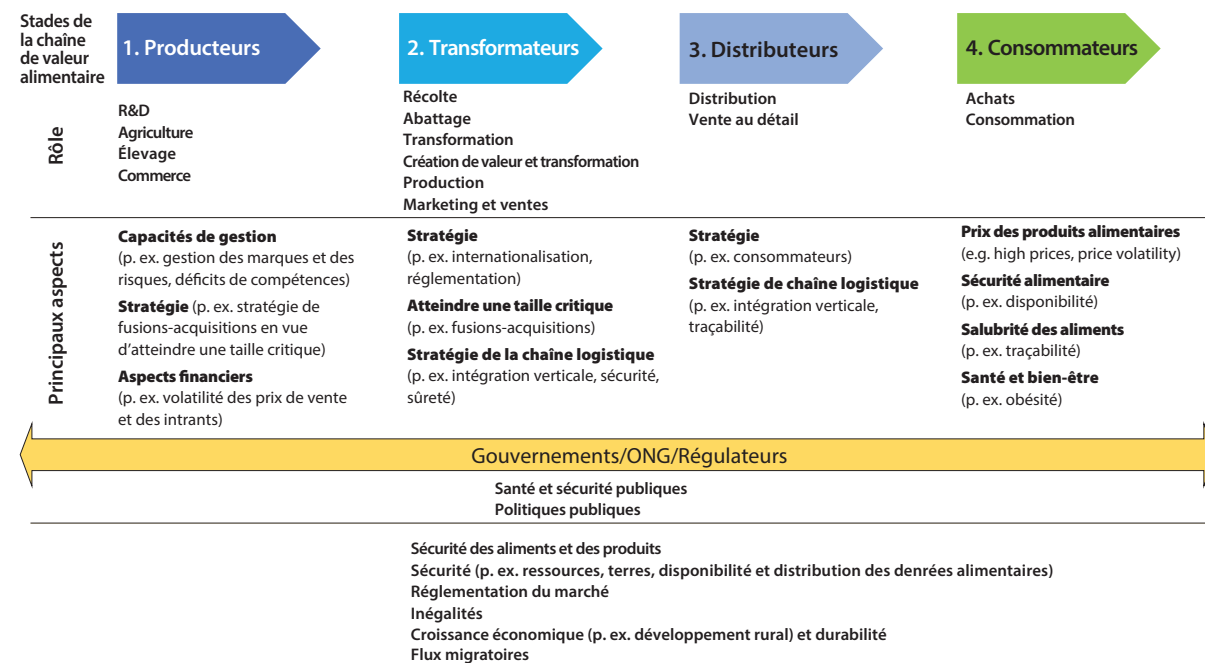 Stades de
la chaîne
de valeur
alimentaire
1. Producteurs
2. Transformateurs
3. Distributeurs
4. Consommateurs
Rôle
R&D
Agriculture
Élevage
Commerce
Récolte
Abattage
Transformation
Création de valeur et transformation
Production
Marketing et ventes
Distribution
Vente au détail
Achats
Consommation
Principaux aspects
Capacités de gestion
(p. ex. gestion des marques et des
risques, déficits de compétences)
Stratégie (p. ex. stratégie de
fusions-acquisitions en vue
d'atteindre une taille critique)
Aspects financiers
(p. ex. volatilité des prix de vente
et des intrants)
Stratégie
(p. ex. internationalisation,
réglementation)
Atteindre une taille critique
(p. ex. fusions-acquisitions)
Stratégie de la chaîne logistique
(p. ex. intégration verticale, sécurité,
sûreté)
Stratégie
(p. ex. consommateurs)
Stratégie de chaîne logistique
(p. ex. intégration verticale,
traçabilité)
Prix des produits alimentaires
(e.g. high prices, price volatility)
Sécurité alimentaire
(p. ex. disponibilité)
Salubrité des aliments
(p. ex. traçabilité)
Santé et bien-être
(p. ex. obésité)
Gouvernements/ONG/Régulateurs
Santé et sécurité publiques
Politiques publiques
Sécurité des aliments et des produits
Sécurité (p. ex. ressources, terres, disponibilité et distribution des denrées alimentaires)
Réglementation du marché
Inégalités
Croissance économique (p. ex. développement rural) et durabilité
Flux migratoires